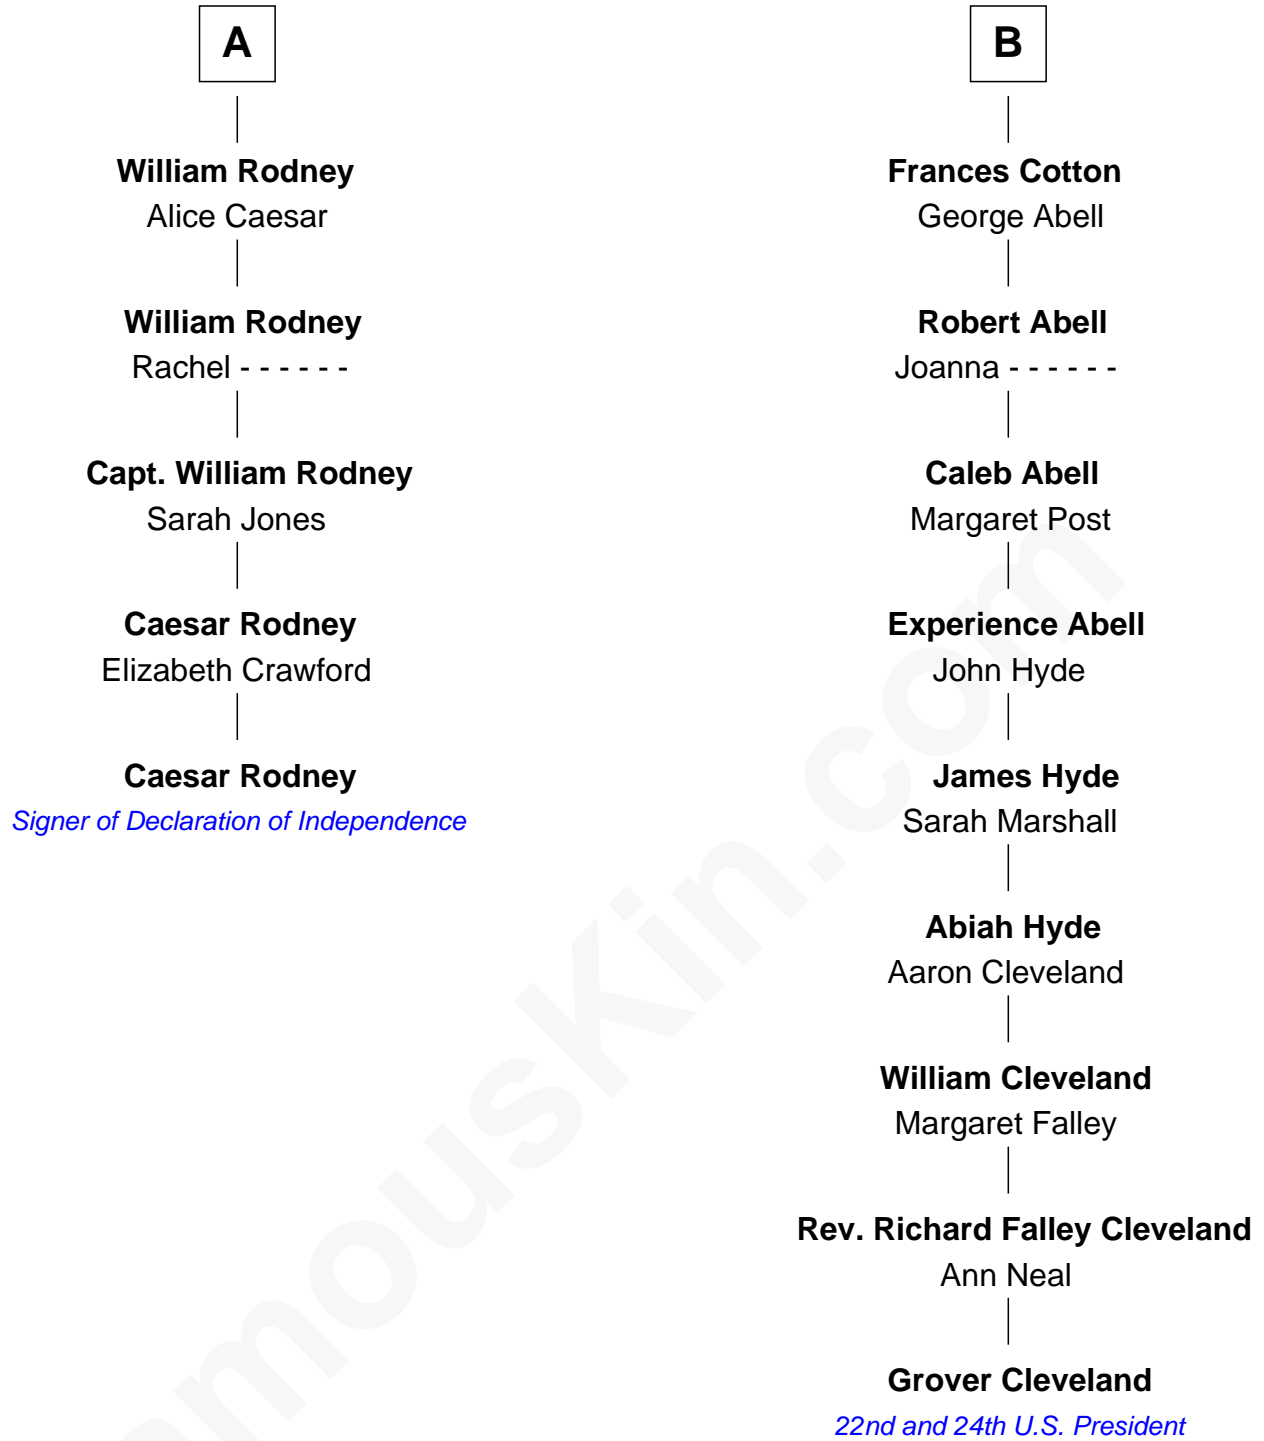 A
William Rodney
Alice Caesar
William Rodney
Rachel - - - - - -
Capt. William Rodney
Sarah Jones
Caesar Rodney
Elizabeth Crawford
Caesar Rodney
Signer of Declaration of Independence
B
Frances Cotton
George Abell
Robert Abell
Joanna - - - - - -
Caleb Abell
Margaret Post
Experience Abell
John Hyde
James Hyde
Sarah Marshall
Abiah Hyde
Aaron Cleveland
William Cleveland
Margaret Falley
Rev. Richard Falley Cleveland
Ann Neal
Grover Cleveland
22nd and 24th U.S. President
amouskin.com